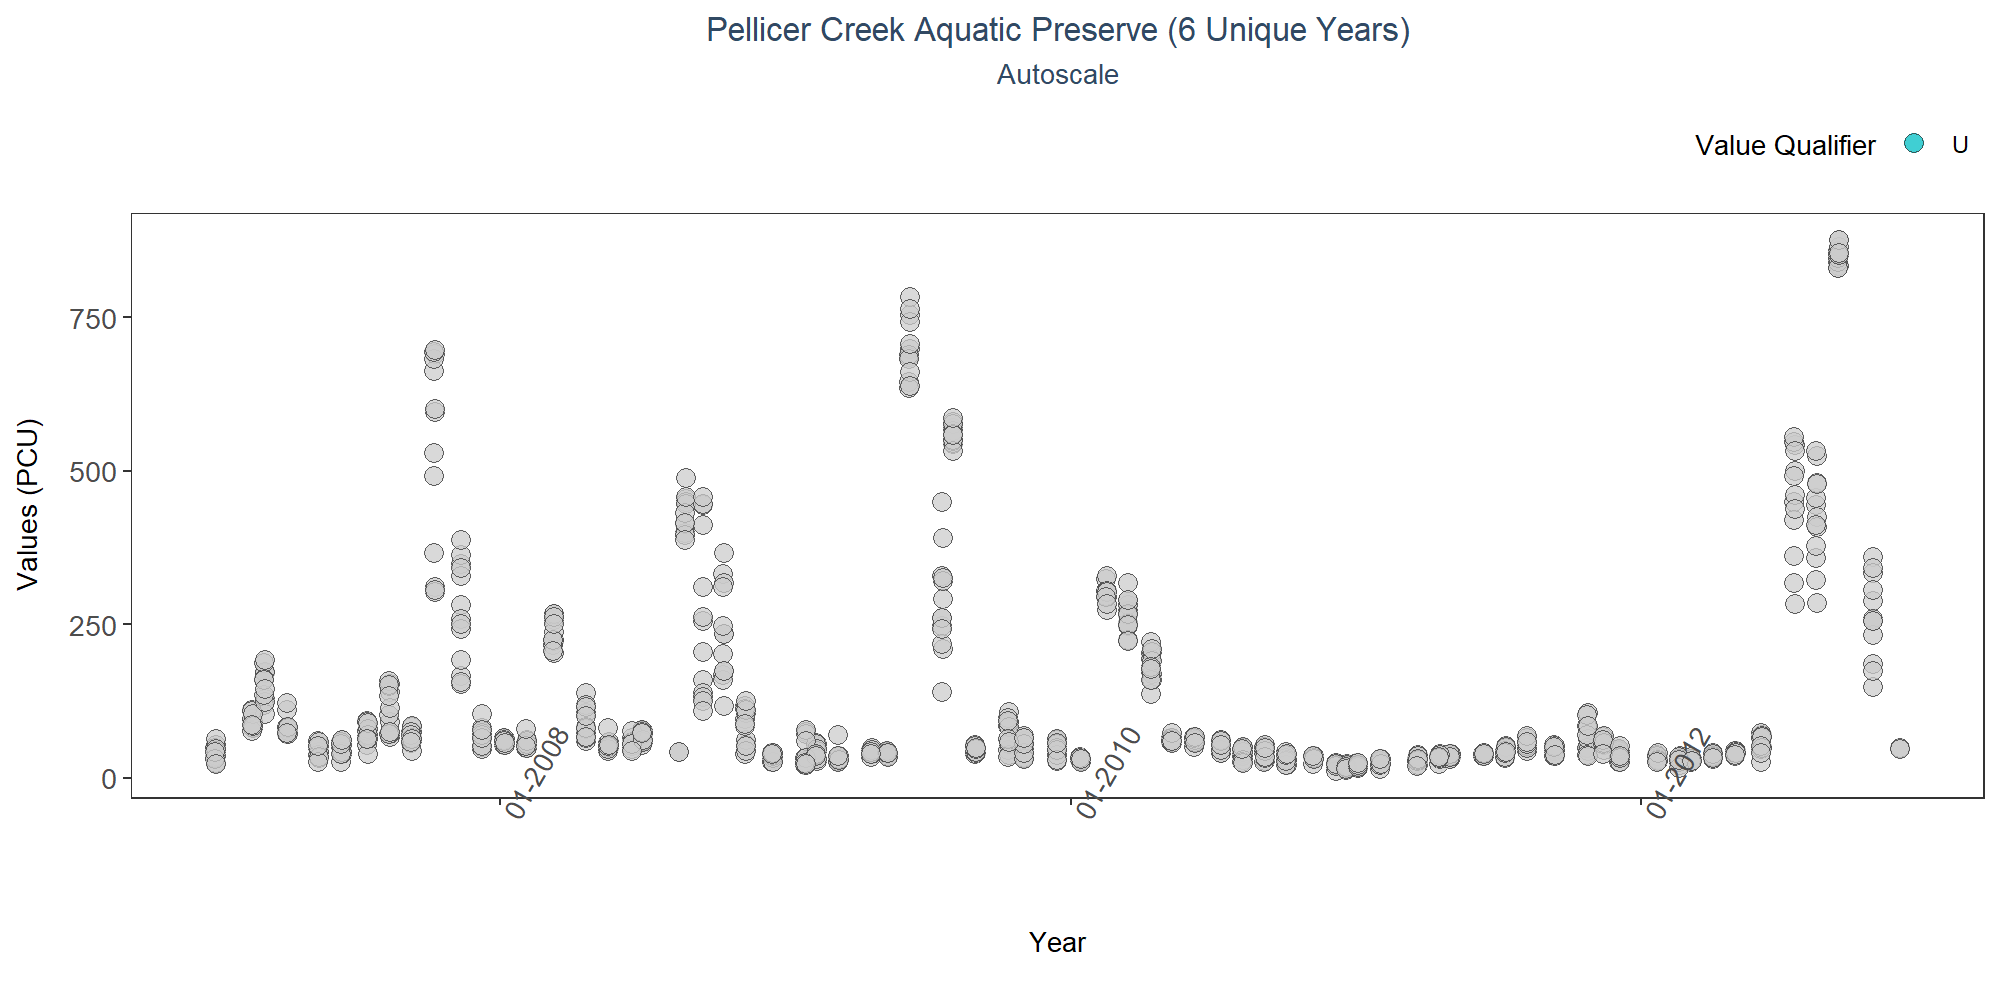 Pellicer Creek Aquatic Preserve (6 Unique Years)
Autoscale
Value Qualifier U
Values (PCU)
750
500
250
0
01-2008
01-2010
01-2012
Year